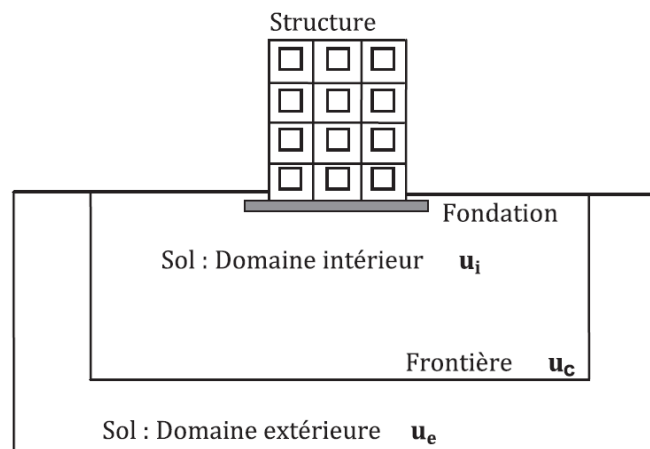 Structure
Fondation
Sol : Domaine intérieur u_i
Frontière u_c
Sol : Domaine extérieure u_e